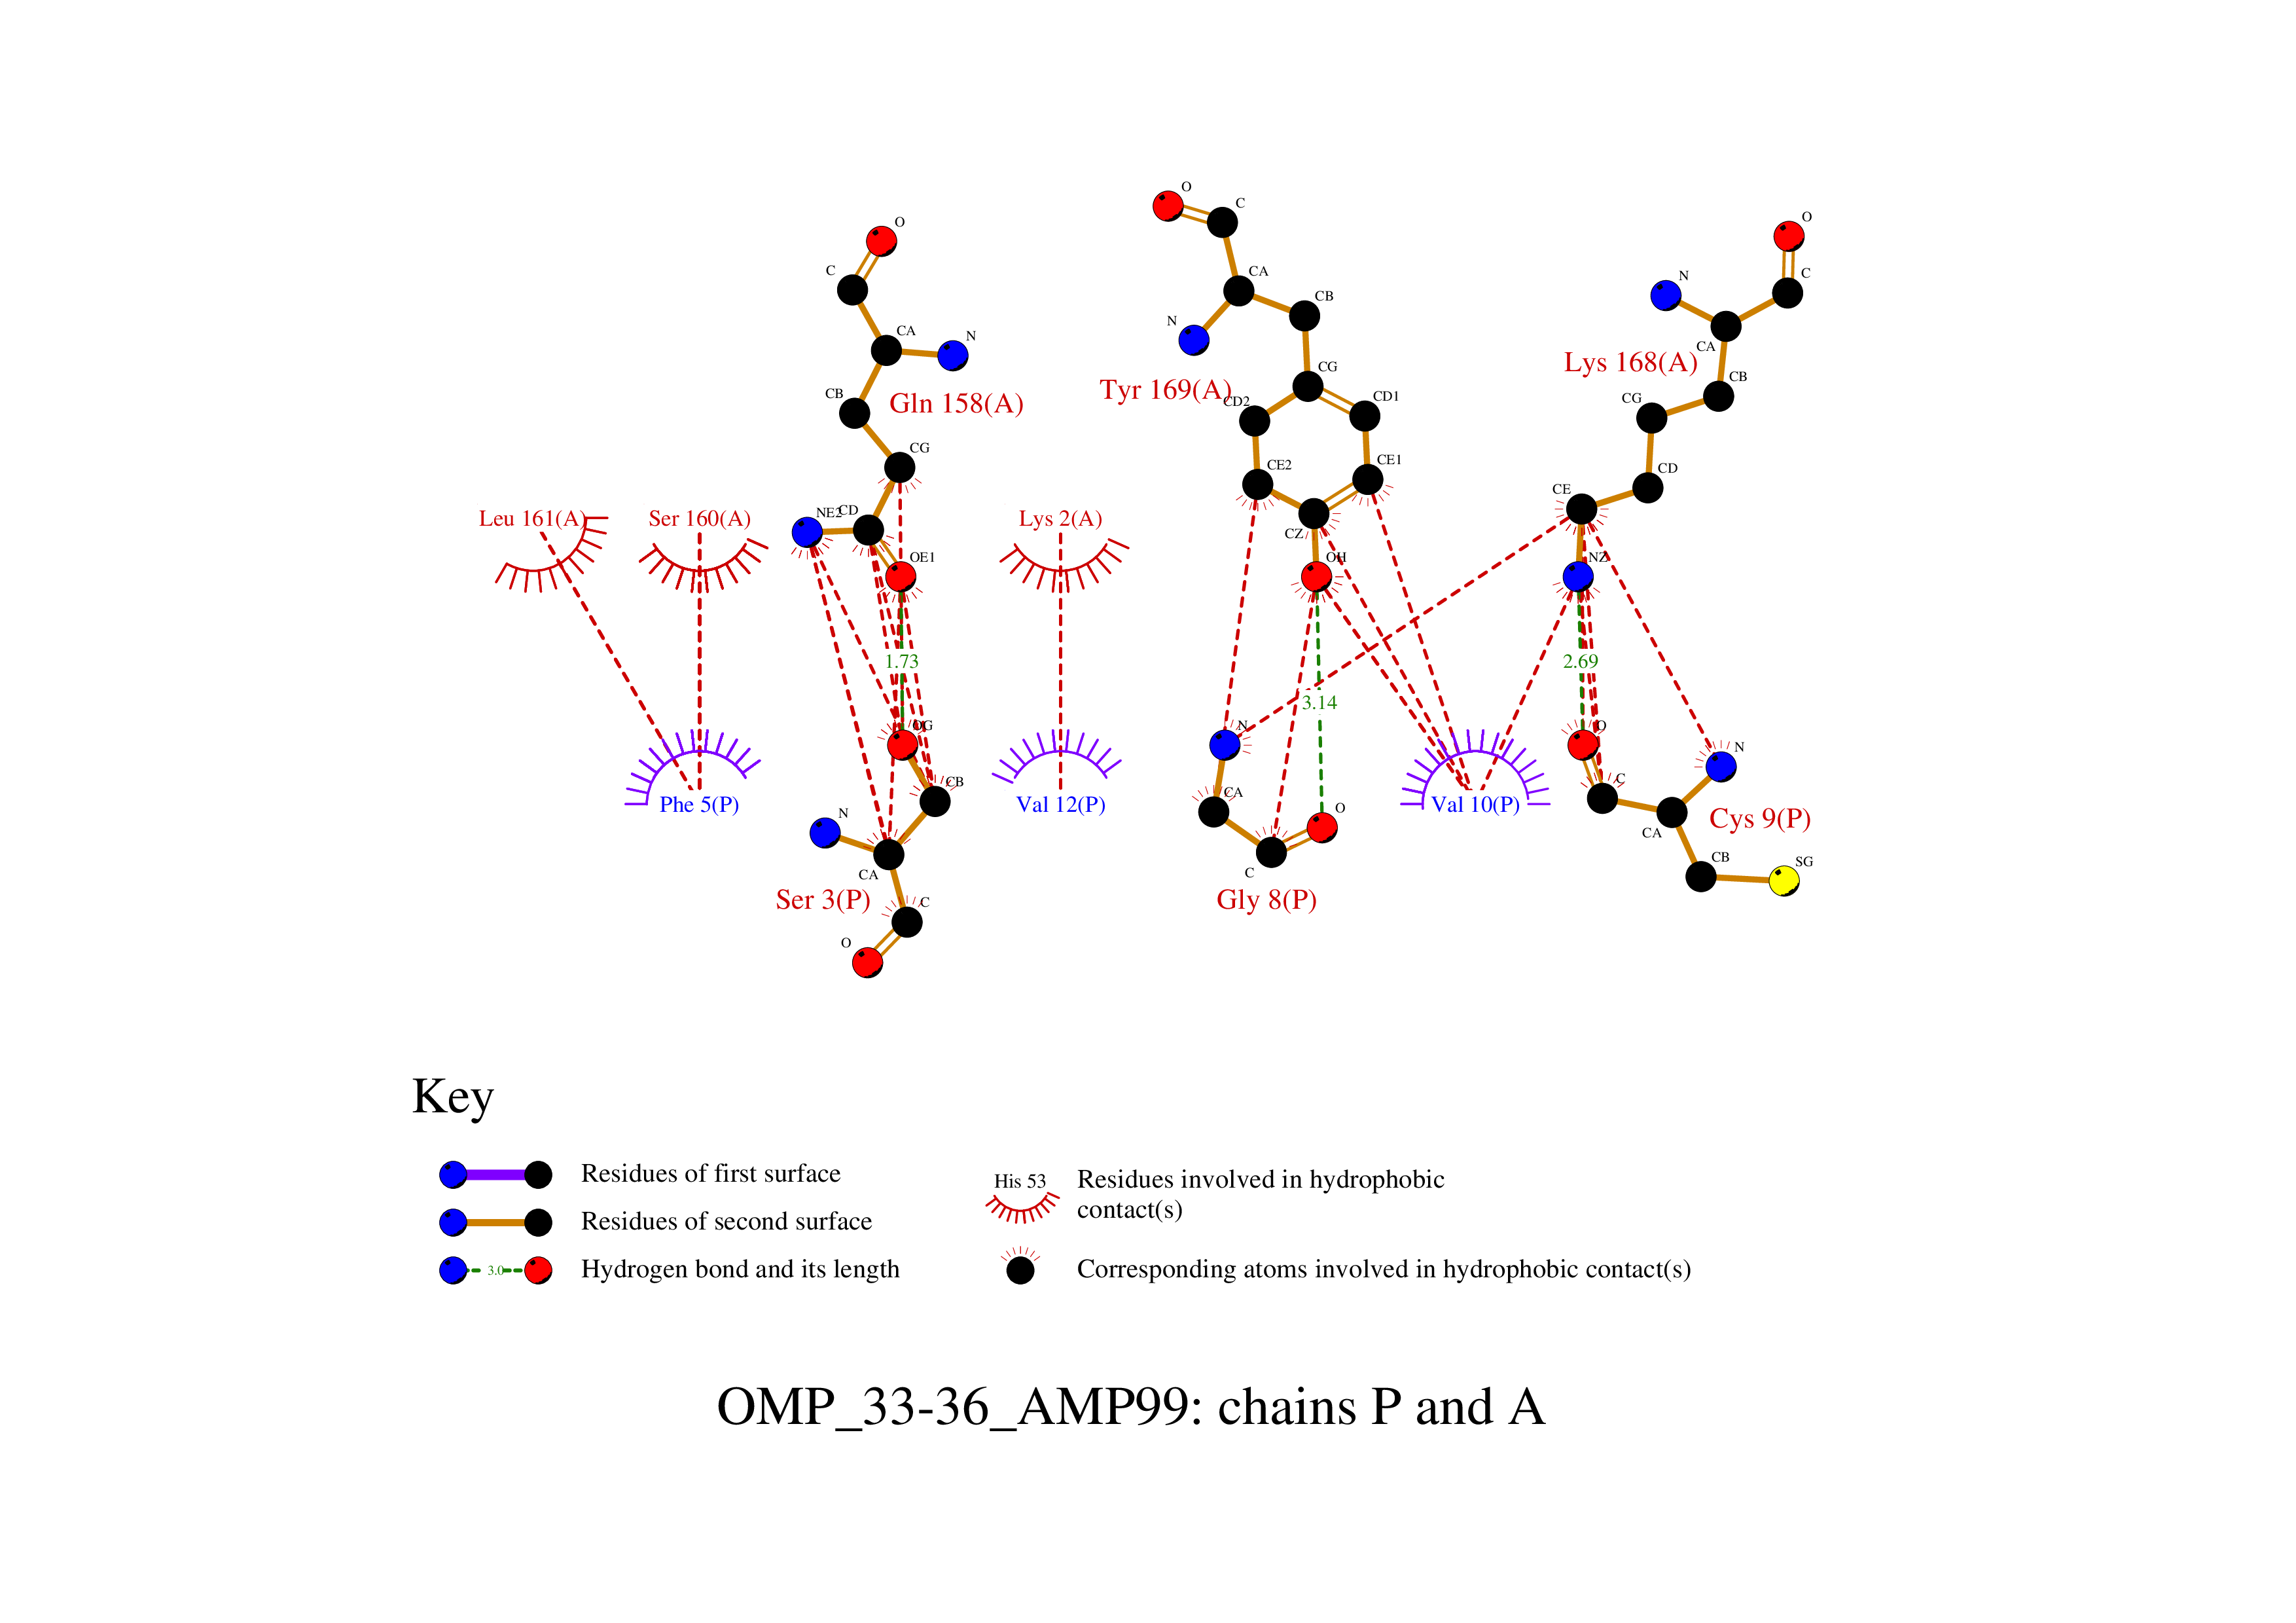 O
C
CA
N
CB
Gln 158(A)
CG
NE2
CD
OE1
O
C
CA
CB
N
CG
Tyr 169(A)
CD2
CD1
CE2
CE1
CZ
OH
O
C
N
CA
Lys 168(A)
CB
CG
CD
CE
NZ
Leu 161(A)
Ser 160(A)
Lys 2(A)
1.73
3.14
2.69
Phe 5(P)
OG
CB
N
CA
Ser 3(P)
C
O
Val 12(P)
N
CA
O
C
Gly 8(P)
Val 10(P)
O
C
N
CA
Cys 9(P)
CB
SG
Key
Residues of first surface
Residues of second surface
3.0
Hydrogen bond and its length
His 53
Residues involved in hydrophobic
contact(s)
Corresponding atoms involved in hydrophobic contact(s)
OMP_33-36_AMP99: chains P and A